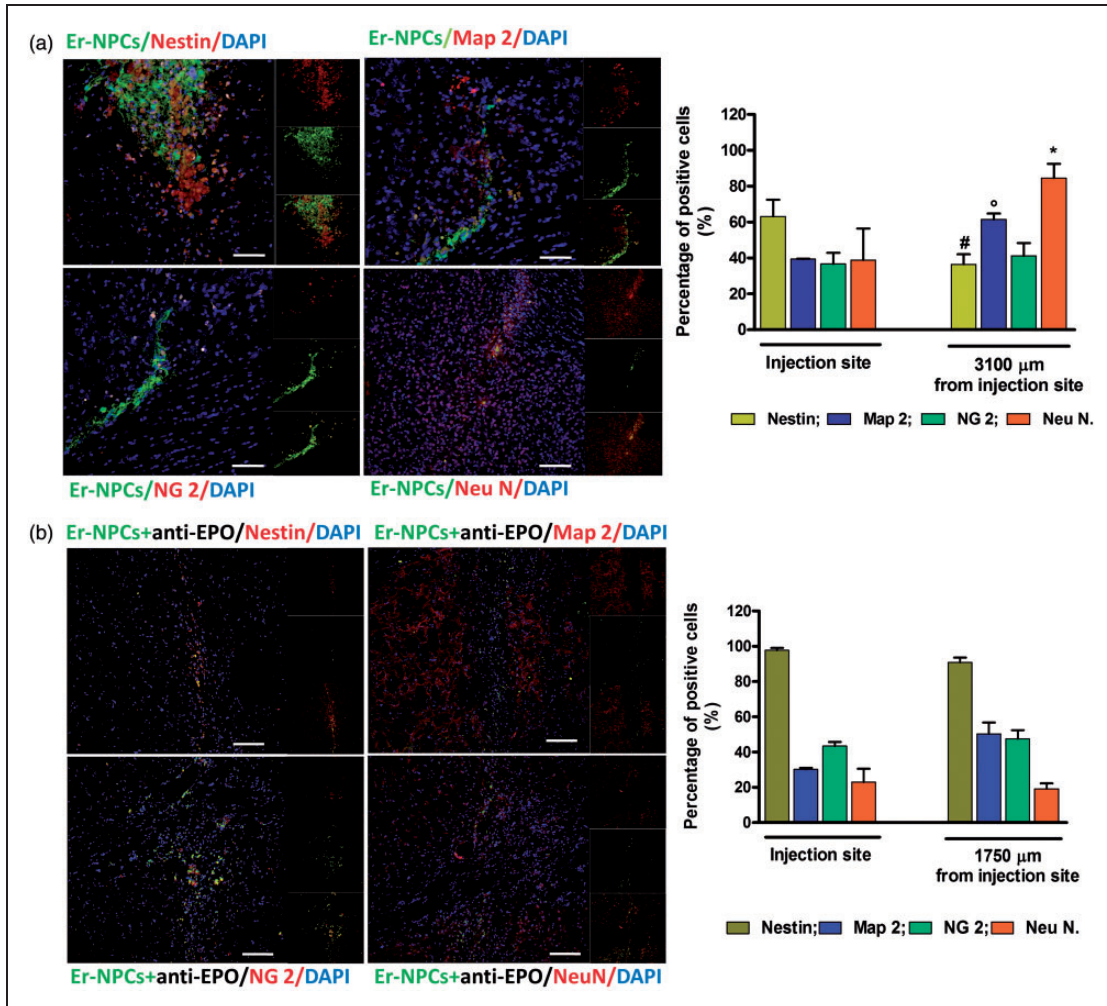 (a)
Er-NPCs/Nestin/DAPI
Er-NPCs/Map 2/DAPI
Er-NPCs/NG 2/DAPI
Er-NPCs/Neu N/DAPI
Percentage of positive cells
(%)
120
100
80
60
40
20
0
#
°
*
Injection site
3100 µm
from injection site
Nestin; Map 2; NG 2; Neu N.
(b)
Er-NPCs+anti-EPO/Nestin/DAPI
Er-NPCs+anti-EPO/Map 2/DAPI
Er-NPCs+anti-EPO/NG 2/DAPI
Er-NPCs+anti-EPO/NeuN/DAPI
Percentage of positive cells
(%)
120
100
80
60
40
20
0
Injection site
1750 µm
from injection site
Nestin; Map 2; NG 2; Neu N.